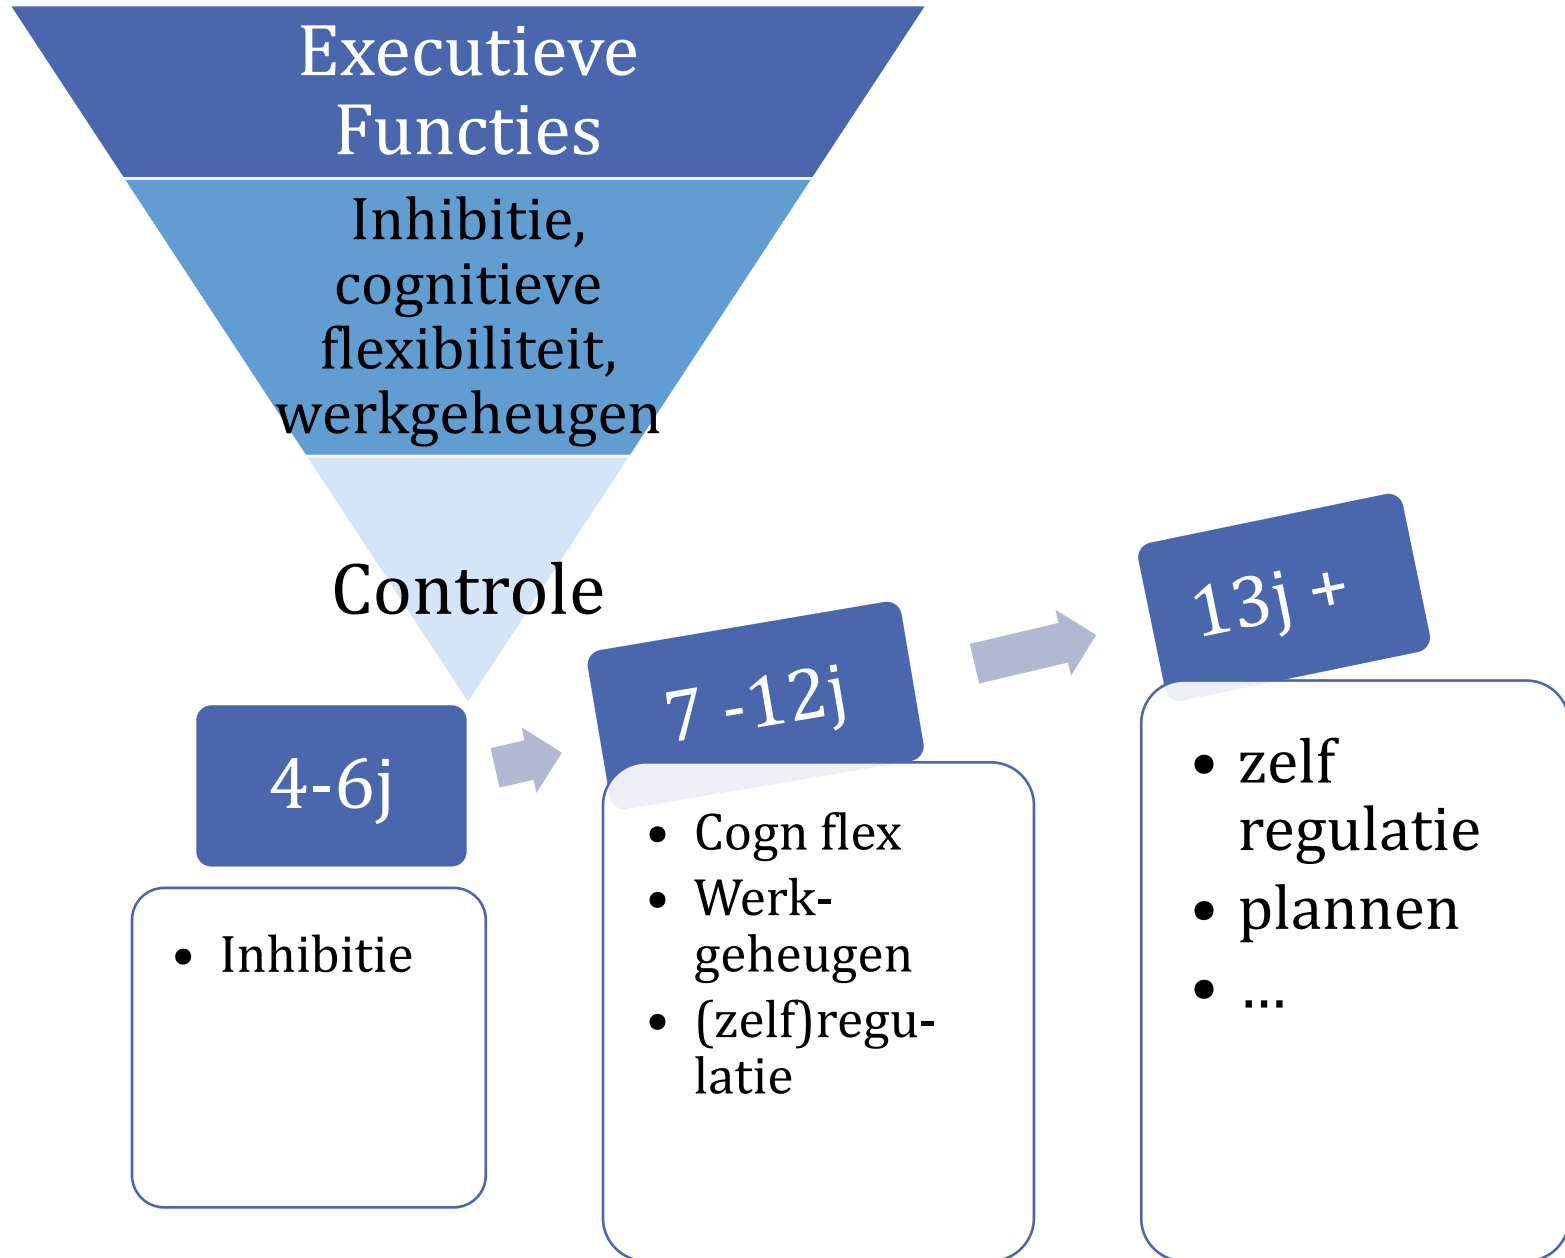 Executieve
Functies
Inhibitie,
cognitieve
flexibiliteit,
werkgeheugen
Controle
4-6j
• Inhibitie
7 -12j
• Cogn flex
• Werk-
geheugen
• (zelf)regu-
latie
13j +
• zelf
regulatie
• plannen
• ...